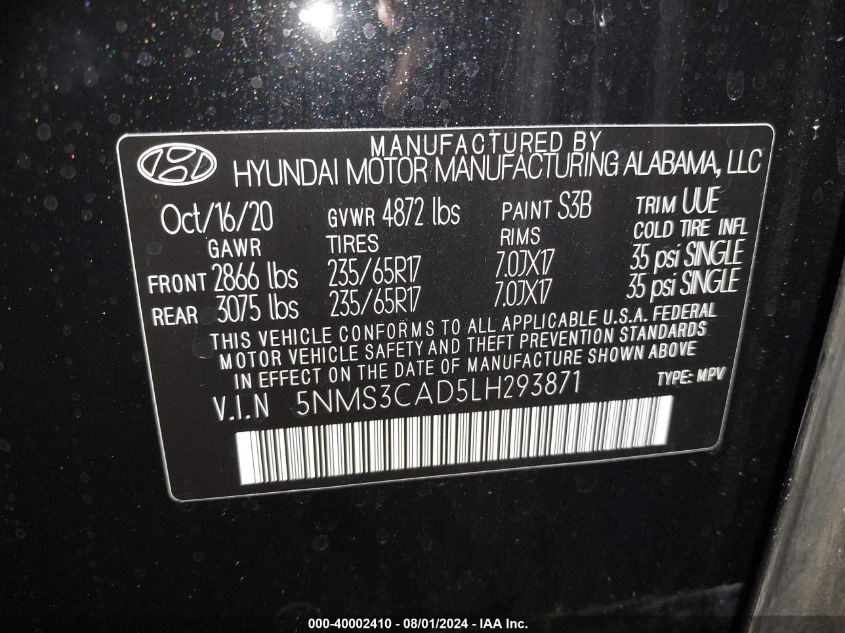 MANUFACTURED BY
HYUNDAI MOTOR MANUFACTURING ALABAMA, LLC
Oct/16/20 GVWR 4872 lbs PAINT S3B TRIM UUE
GAWR TIRES RIMS COLD TIRE INFL
FRONT 2866 lbs 235/65R17 7.0JX17 35 psi SINGLE
REAR 3075 lbs 235/65R17 7.0JX17 35 psi SINGLE
THIS VEHICLE CONFORMS TO ALL APPLICABLE U.S.A. FEDERAL
MOTOR VEHICLE SAFETY AND THEFT PREVENTION STANDARDS
IN EFFECT ON THE DATE OF MANUFACTURE SHOWN ABOVE
V.I.N 5NMS3CAD5LH293871 TYPE: MPV
000-40002410 - 08/01/2024 - IAA Inc.